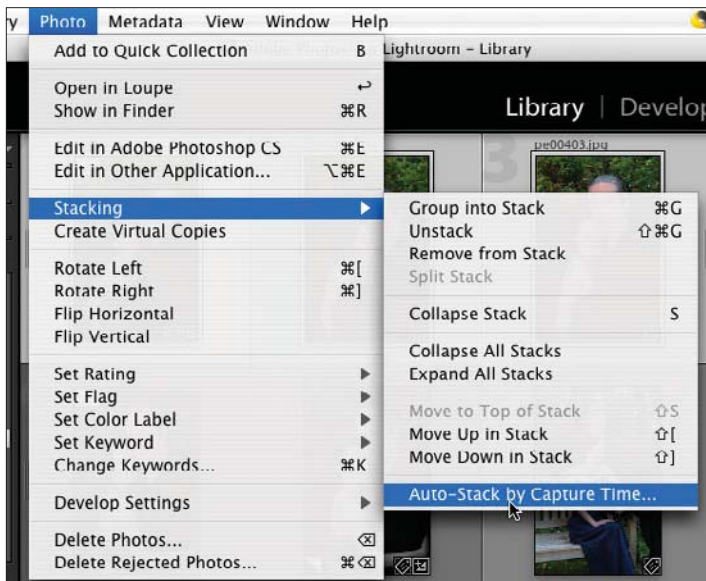 Photo Metadata View Window Help
Lightroom – Library
Library | Develop
Add to Quick Collection B
Open in Loupe ↩
Show in Finder ⌘R
Edit in Adobe Photoshop CS ⌘E
Edit in Other Application... ⌥⌘E
Stacking ▶
Create Virtual Copies
Rotate Left ⌘[
Rotate Right ⌘]
Flip Horizontal
Flip Vertical
Set Rating ▶
Set Flag ▶
Set Color Label ▶
Set Keyword ▶
Change Keywords... ⌘K
Develop Settings ▶
Delete Photos... ⌫
Delete Rejected Photos... ⌘⌫
3
pe00403.jpg
Group into Stack ⌘G
Unstack ⇧⌘G
Remove from Stack
Split Stack
Collapse Stack S
Collapse All Stacks
Expand All Stacks
Move to Top of Stack ⇧S
Move Up in Stack ⇧[
Move Down in Stack ⇧]
Auto-Stack by Capture Time...